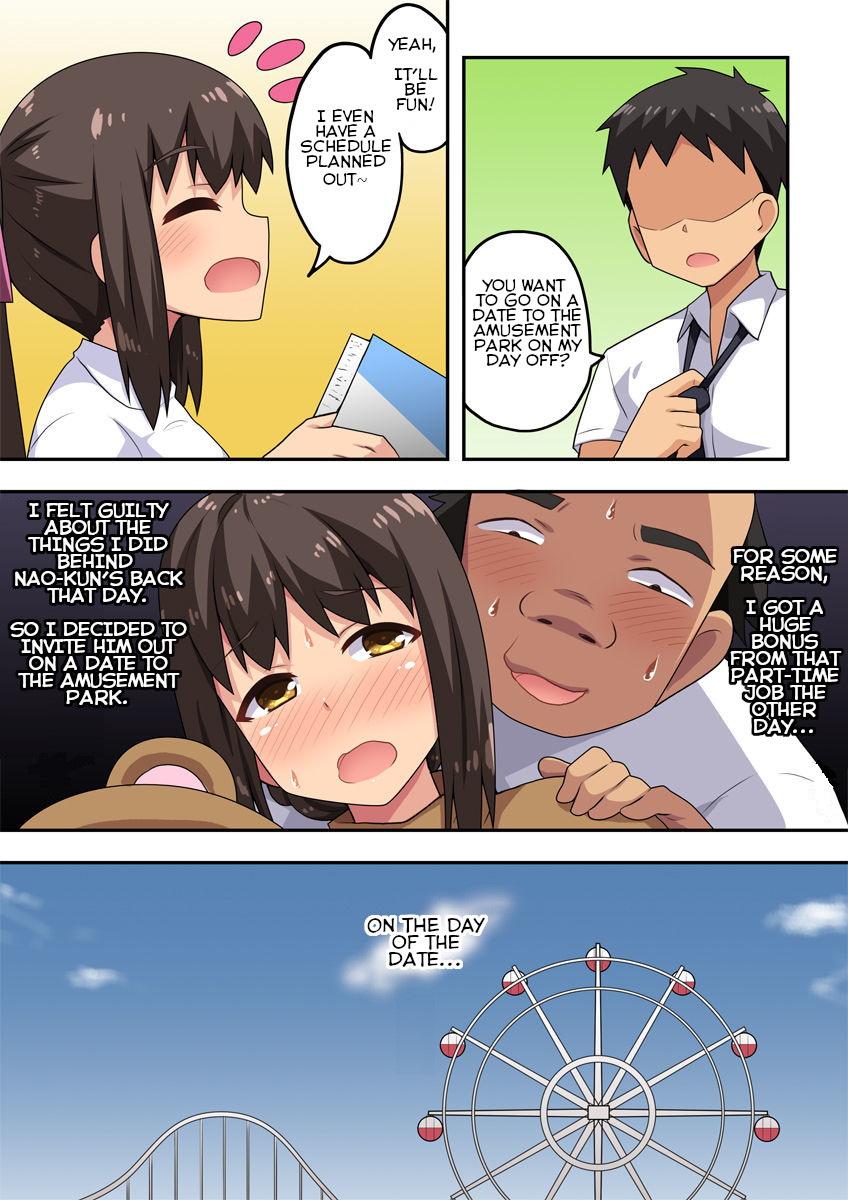 YOU WANT
TO GO ON A
DATE TO THE
AMUSEMENT
PARK ON MY
DAY OFF?
YEAH,
IT'LL
BE
FUN!
I EVEN
HAVE A
SCHEDULE
PLANNED
OUT~
FOR SOME
REASON,
I GOT A
HUGE
BONUS
FROM THAT
PART-TIME
JOB THE
OTHER
DAY...
I FELT GUILTY
ABOUT THE
THINGS I DID
BEHIND
NAO-KUN'S BACK
THAT DAY.
SO I DECIDED TO
INVITE HIM OUT
ON A DATE TO
THE AMUSEMENT
PARK.
ON THE DAY
OF THE
DATE...